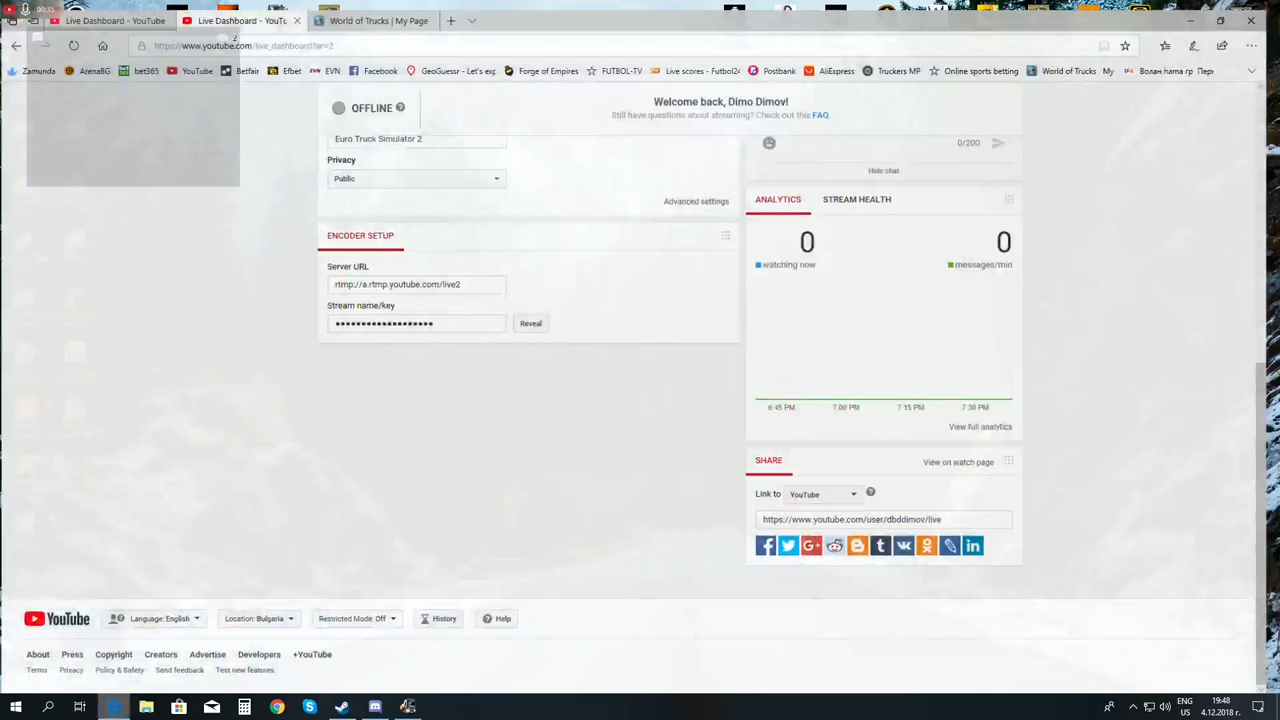 00:35
Live Dashboard - YouTube
Live Dashboard - YouTu
World of Trucks | My Page
2
https://www.youtube.com/live_dashboard?ar=2
Zamunda
ArenaBG
bet365
YouTube
Betfair
Efbet
EVN
Facebook
GeoGuessr - Let's exp
Forge of Empires
FUTBOL-TV
Live scores - Futbol24
Postbank
AliExpress
Truckers MP
Online sports betting
World of Trucks My
OFFLINE
Welcome back, Dimo Dimov!
Still have questions about streaming? Check out this FAQ.
Euro Truck Simulator 2
0/200
Privacy
Hide chat
Public
Advanced settings
ANALYTICS
STREAM HEALTH
ENCODER SETUP
0
0
watching now
messages/min
Server URL
rtmp://a.rtmp.youtube.com/live2
Stream name/key
Reveal
6:45 PM
7:00 PM
7:15 PM
7:30 PM
View full analytics
SHARE
View on watch page
Link to
YouTube
https://www.youtube.com/user/dbddimov/live
YouTube
Language: English
Location: Bulgaria
Restricted Mode: Off
History
Help
About
Press
Copyright
Creators
Advertise
Developers
+YouTube
Terms
Privacy
Policy & Safety
Send feedback
Test new features
ENG
19:48
US
4.12.2018 г.